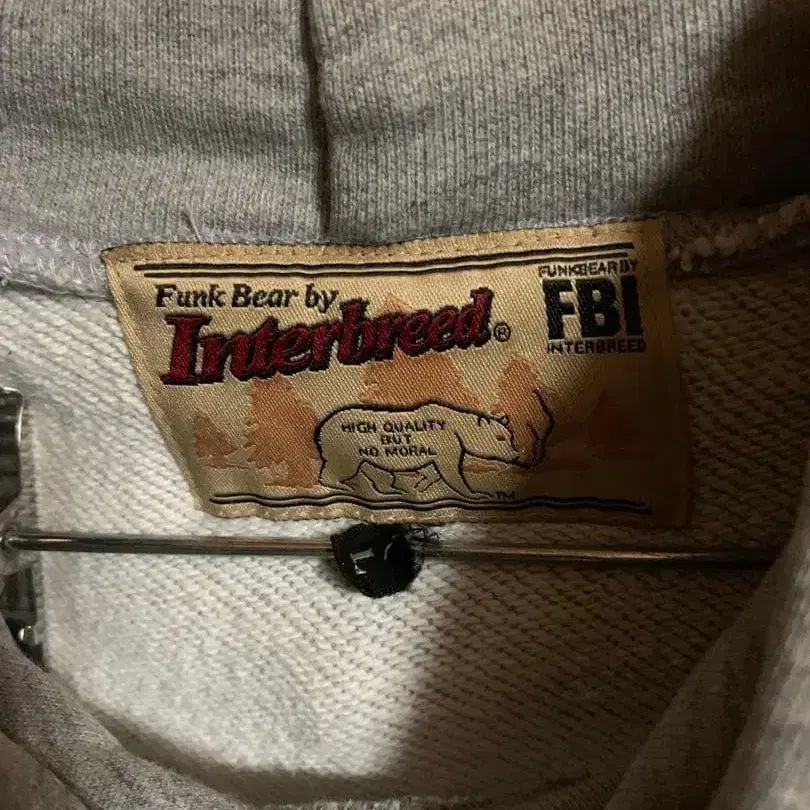 Funk Bear by
Interbreed®
FUNKBEAR BY
FBI
INTERBREED
HIGH QUALITY
BUT
NO MORAL
TM